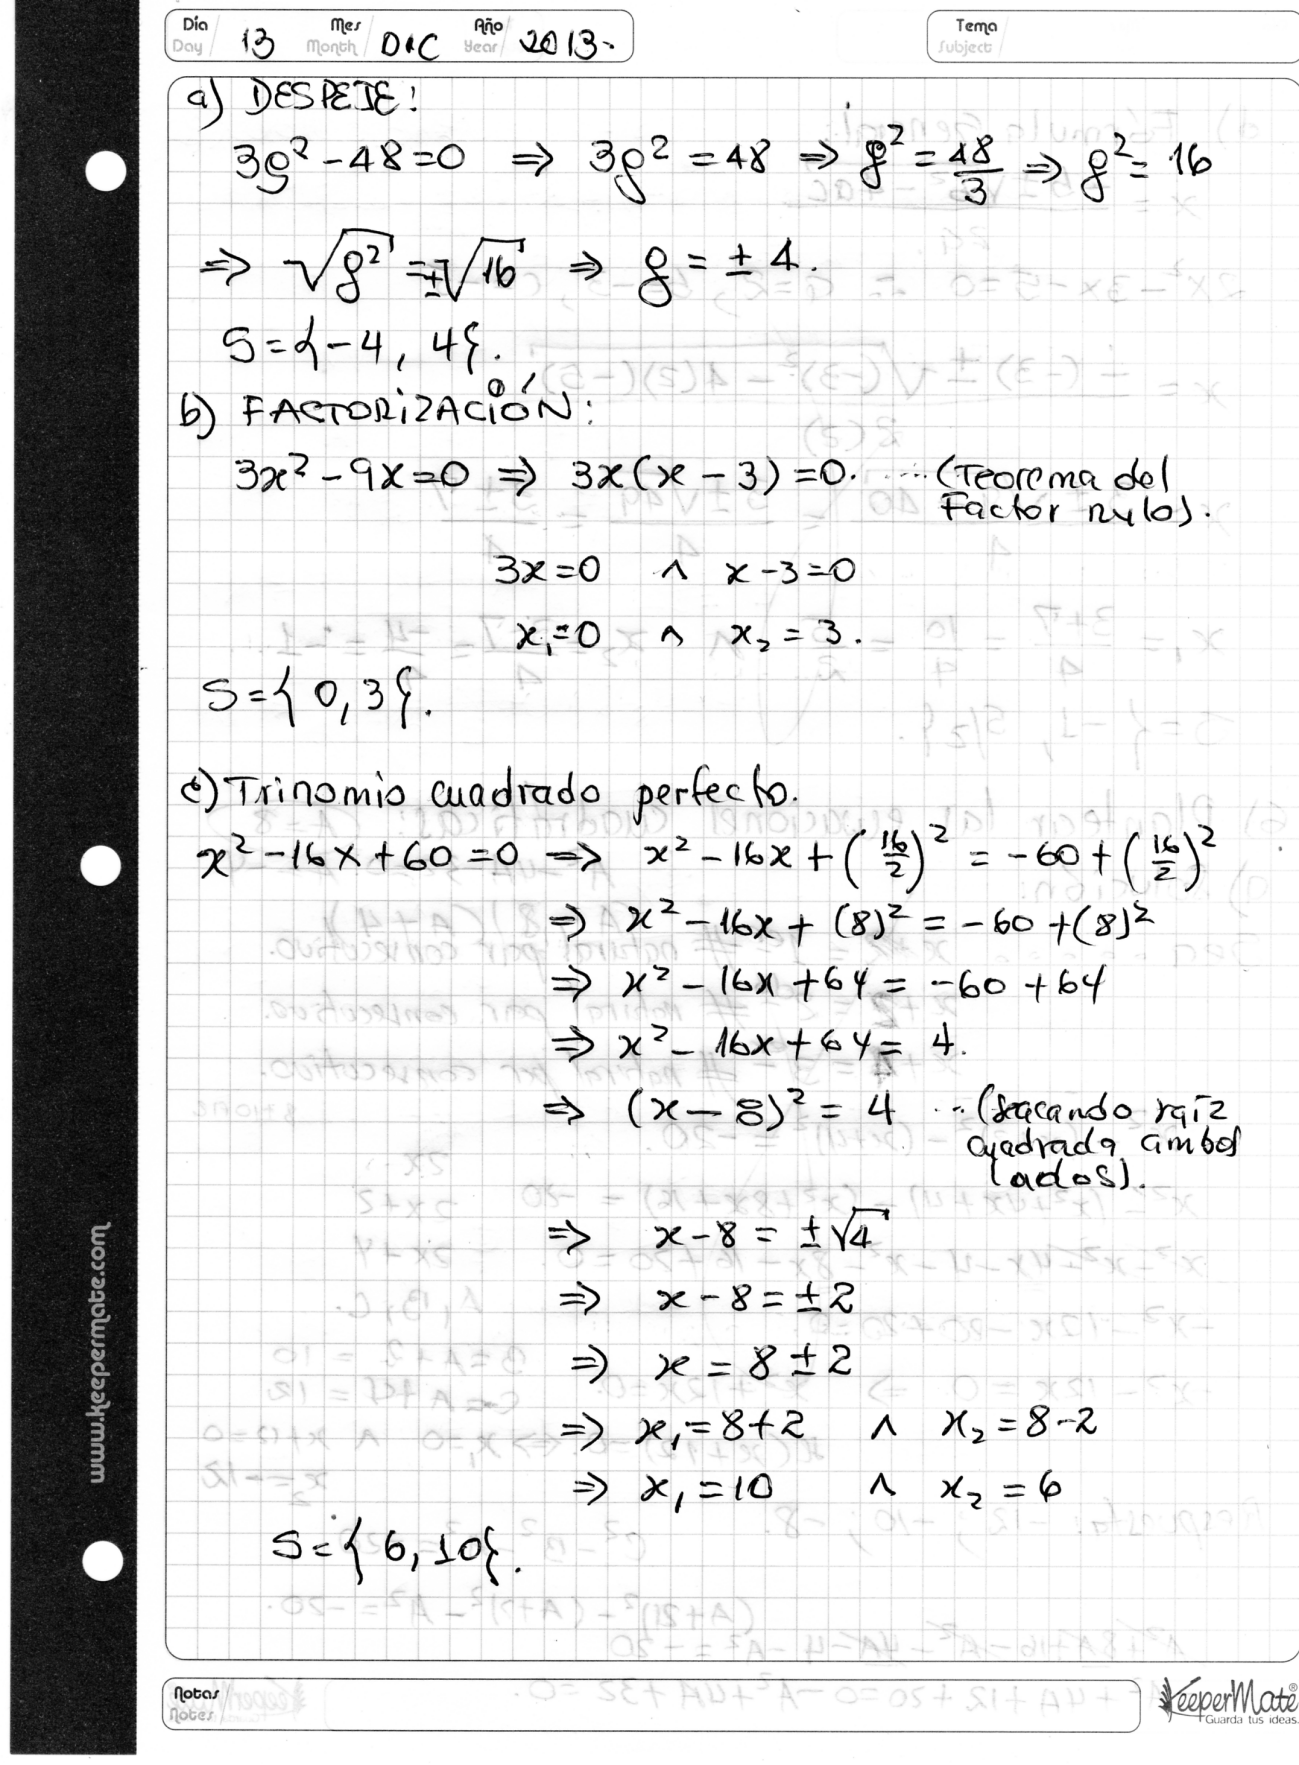 Día Day 13 Mes Month DIC Año Year 2013.
Tema Subject
a) DESPEJE:
3g² - 48 = 0 ⇒ 3g² = 48 ⇒ g² = 48/3 ⇒ g² = 16
⇒ √g² = ±√16 ⇒ g = ± 4.
S = {-4, 4}.
b) FACTORIZACIÓN:
3x² - 9x = 0 ⇒ 3x(x - 3) = 0. ... (Teorema del
Factor nulo).
3x = 0 ∧ x - 3 = 0
x₁ = 0 ∧ x₂ = 3.
S = {0, 3}.
c) Trinomio cuadrado perfecto.
x² - 16x + 60 = 0 ⇒ x² - 16x + (16/2)² = -60 + (16/2)²
⇒ x² - 16x + (8)² = -60 + (8)²
⇒ x² - 16x + 64 = -60 + 64
⇒ x² - 16x + 64 = 4.
⇒ (x - 8)² = 4 ... (sacando raíz
cuadrada ambos
lados).
⇒ x - 8 = ±√4
⇒ x - 8 = ± 2
⇒ x = 8 ± 2
⇒ x₁ = 8 + 2 ∧ x₂ = 8 - 2
⇒ x₁ = 10 ∧ x₂ = 6
S = {6, 10}.
www.keepermate.com
Notas
Notes
KeeperMate®
Guarda tus ideas.